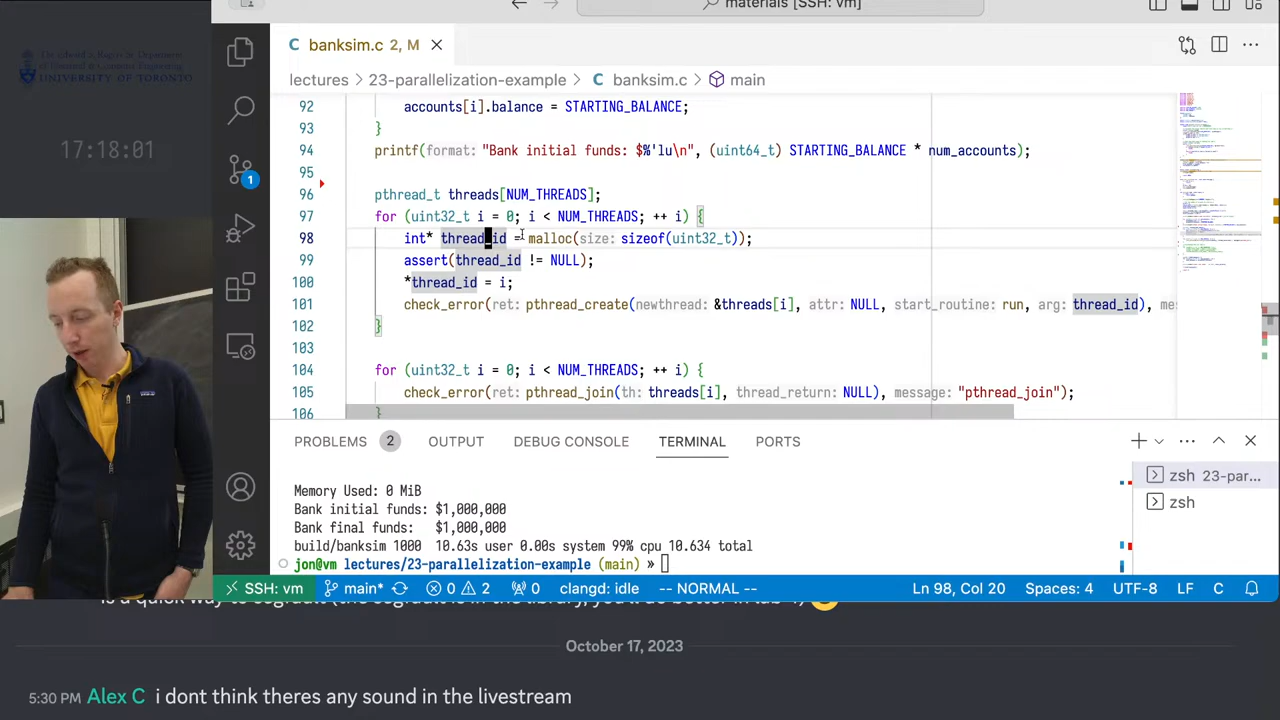 materials [SSH: vm]
UNIVERSITY OF TORONTO
17:18:01
1
banksim.c 2, M
lectures > 23-parallelization-example > banksim.c > main
92 accounts[i].balance = STARTING_BALANCE;
93 }
94 printf(format: "Bank initial funds: $%'lu\n", (uint64_t) STARTING_BALANCE * num_accounts);
95
96 pthread_t threads[NUM_THREADS];
97 for (uint32_t i = 0; i < NUM_THREADS; ++ i) {
98 int* thread_id = malloc(size: sizeof(uint32_t));
99 assert(thread_id != NULL);
100 *thread_id = i;
101 check_error(ret: pthread_create(newthread: &threads[i], attr: NULL, start_routine: run, arg: thread_id), mes
102 }
103
104 for (uint32_t i = 0; i < NUM_THREADS; ++ i) {
105 check_error(ret: pthread_join(th: threads[i], thread_return: NULL), message: "pthread_join");
106 }
PROBLEMS 2 OUTPUT DEBUG CONSOLE TERMINAL PORTS
zsh 23-par...
zsh
Memory Used: 0 MiB
Bank initial funds: $1,000,000
Bank final funds: $1,000,000
build/banksim 1000 10.63s user 0.00s system 99% cpu 10.634 total
jon@vm lectures/23-parallelization-example (main) »
SSH: vm main* 0 2 0 clangd: idle -- NORMAL -- Ln 98, Col 20 Spaces: 4 UTF-8 LF C
October 17, 2023
5:30 PM Alex C i dont think theres any sound in the livestream